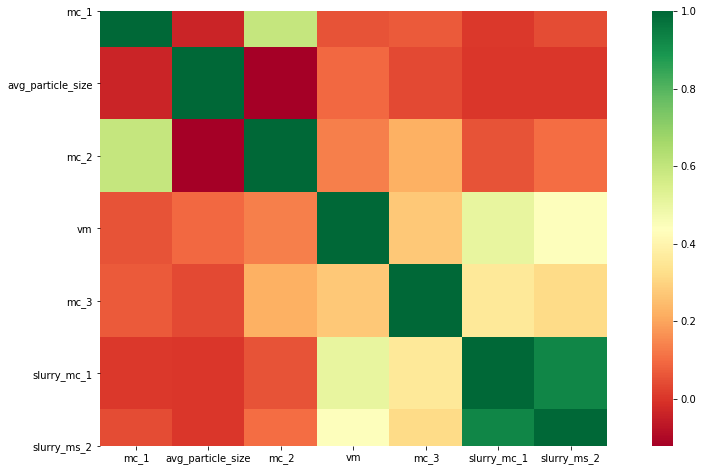 mc_1
avg_particle_size
mc_2
vm
mc_3
slurry_mc_1
slurry_ms_2
mc_1 avg_particle_size mc_2 vm mc_3 slurry_mc_1 slurry_ms_2
1.0
0.8
0.6
0.4
0.2
0.0